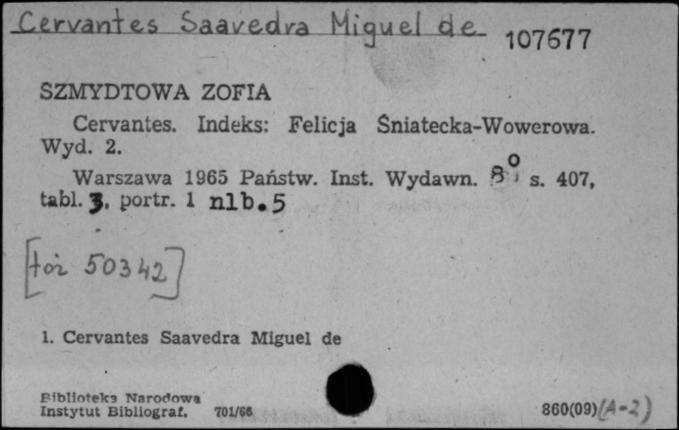 Cervantes Saavedra Miguel de 107677
SZMYDTOWA ZOFIA
Cervantes. Indeks: Felicja Śniatecka-Wowerowa.
Wyd. 2.
Warszawa 1965 Państw. Inst. Wydawn. 8° s. 407,
tabl. 3, portr. 1 nlb. 5
[toż 50342]
1. Cervantes Saavedra Miguel de
Biblioteka Narodowa
Instytut Bibliograf. 701/66 860(09)(A-2)